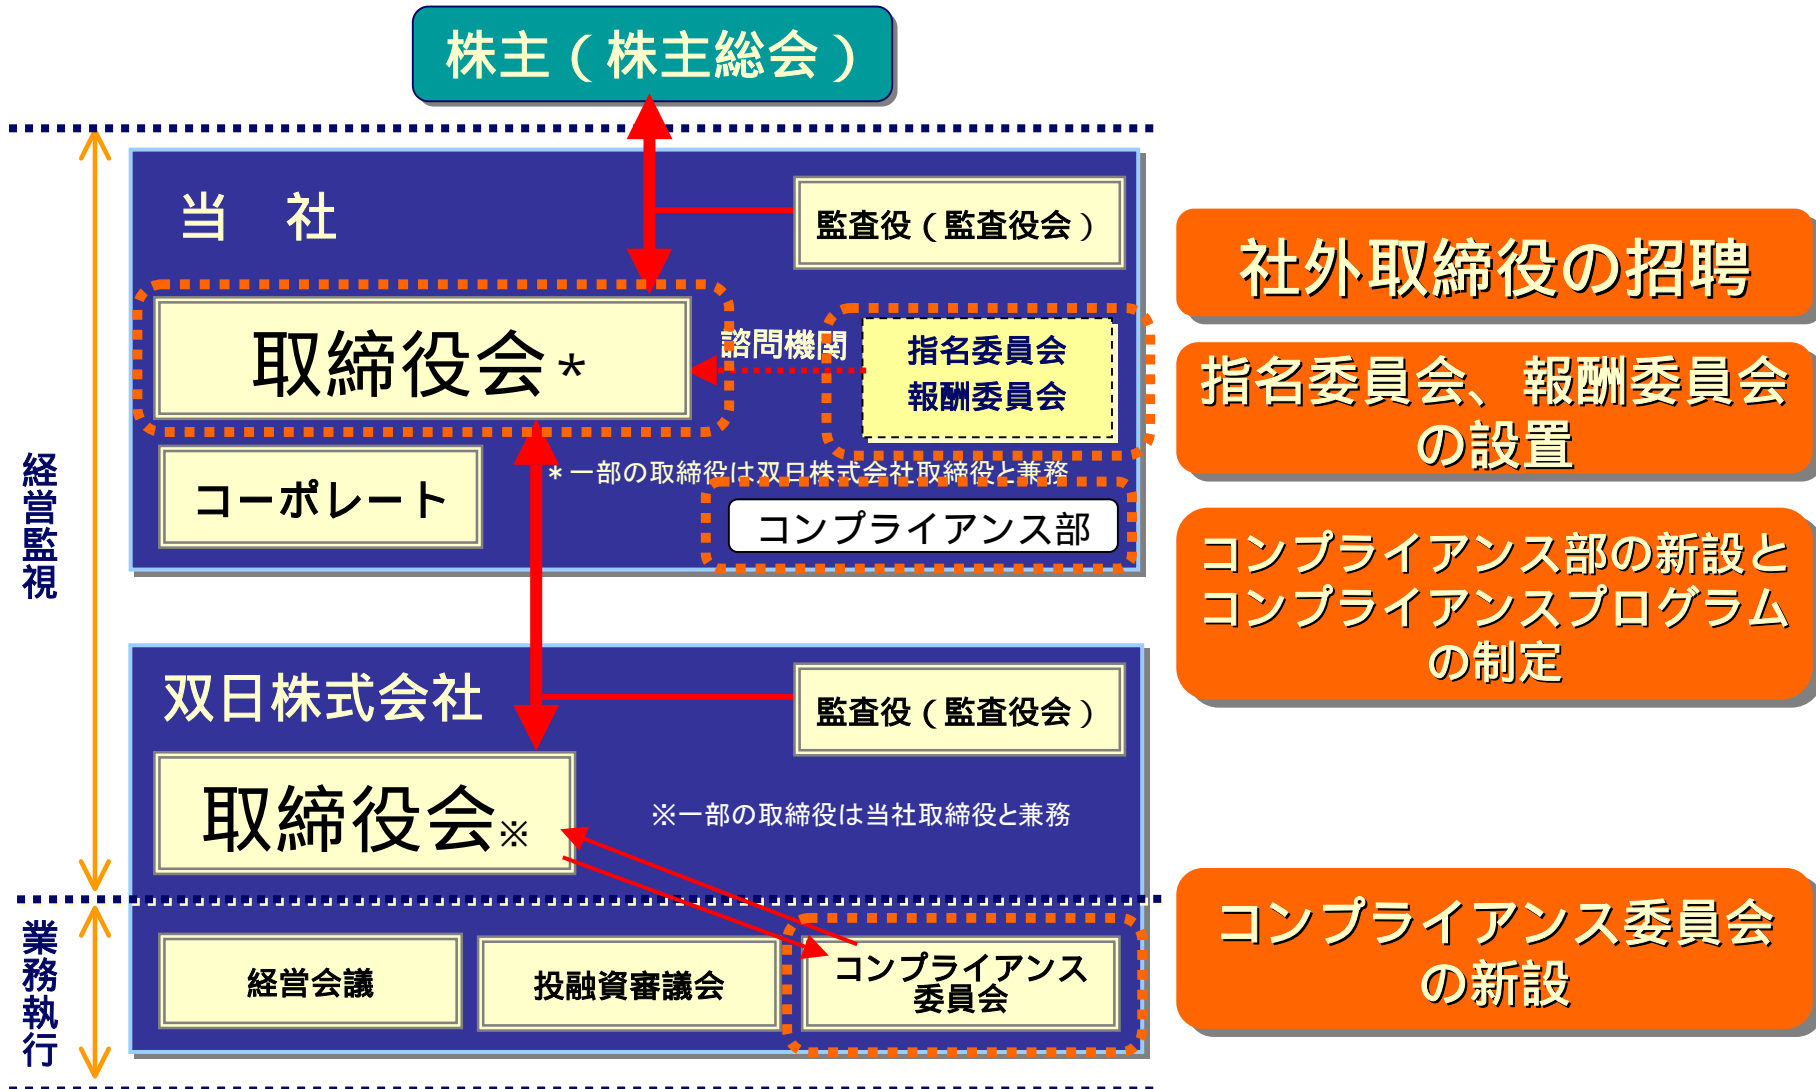 株主（株主総会）
当　社
監査役（監査役会）
取締役会＊
諮問機関
指名委員会
報酬委員会
＊一部の取締役は双日株式会社取締役と兼務
コーポレート
コンプライアンス部
経営監視
双日株式会社
監査役（監査役会）
取締役会※
※一部の取締役は当社取締役と兼務
業務執行
経営会議
投融資審議会
コンプライアンス
委員会
社外取締役の招聘
指名委員会、報酬委員会
の設置
コンプライアンス部の新設と
コンプライアンスプログラム
の制定
コンプライアンス委員会
の新設